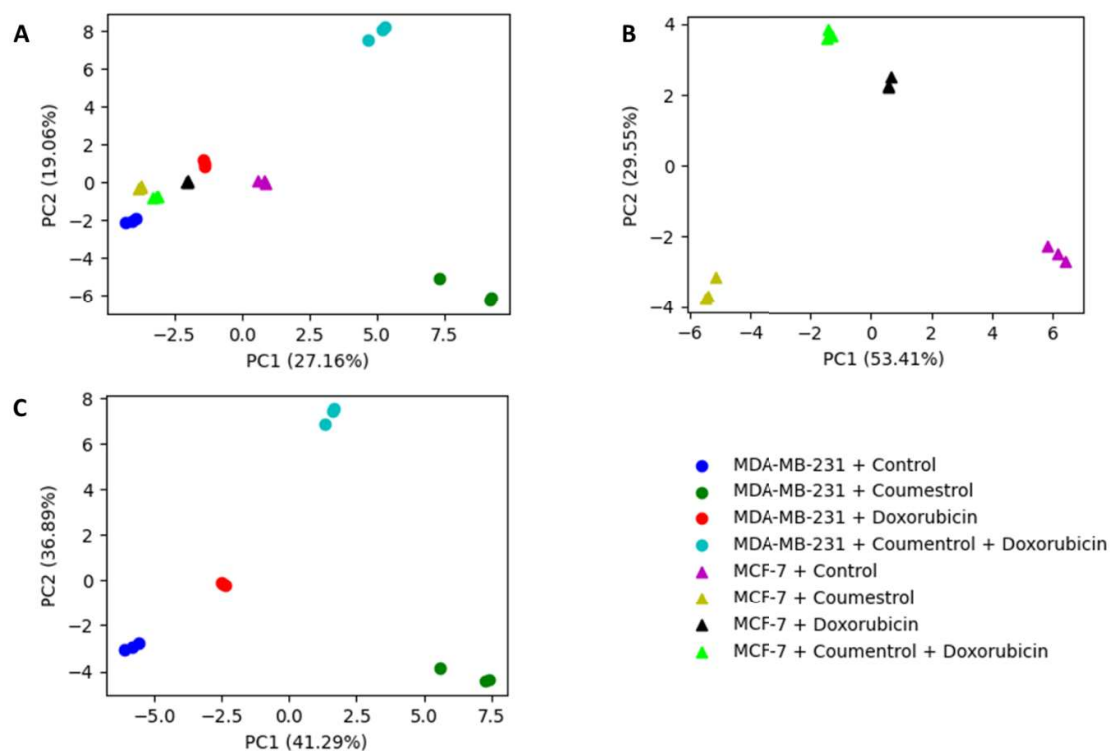 A
8
6
4
2
0
−2
−4
−6
PC2 (19.06%)
−2.5 0.0 2.5 5.0 7.5
PC1 (27.16%)
B
4
2
0
−2
−4
PC2 (29.55%)
−6 −4 −2 0 2 4 6
PC1 (53.41%)
C
8
6
4
2
0
−2
−4
PC2 (36.89%)
−5.0 −2.5 0.0 2.5 5.0 7.5
PC1 (41.29%)
MDA-MB-231 + Control
MDA-MB-231 + Coumestrol
MDA-MB-231 + Doxorubicin
MDA-MB-231 + Coumentrol + Doxorubicin
MCF-7 + Control
MCF-7 + Coumestrol
MCF-7 + Doxorubicin
MCF-7 + Coumentrol + Doxorubicin